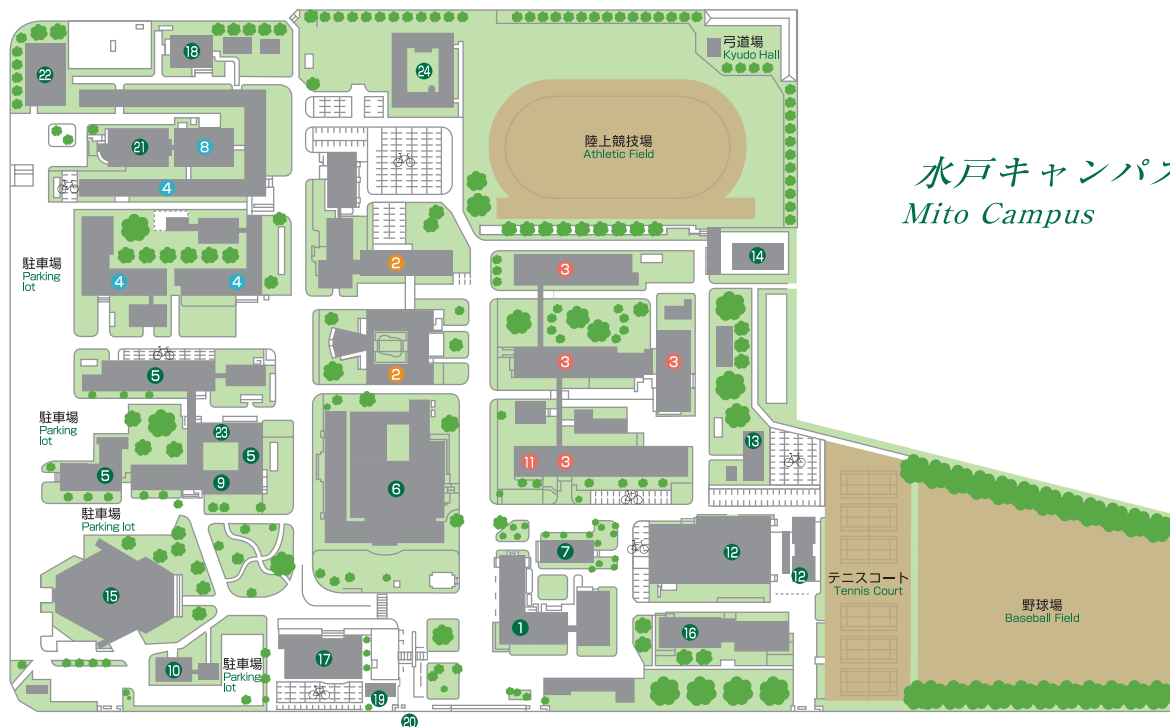 弓道場
Kyudo Hall
18
22
24
陸上競技場
Athletic Field
21
8
4
水戸キャンパス
Mito Campus
駐車場
Parking
lot
4
4
2
3
14
2
3
3
5
駐車場
Parking
lot
23
5
5
9
6
11
3
13
駐車場
Parking lot
7
12
12
15
テニスコート
Tennis Court
野球場
Baseball Field
1
16
10
駐車場
Parking
lot
17
19
20